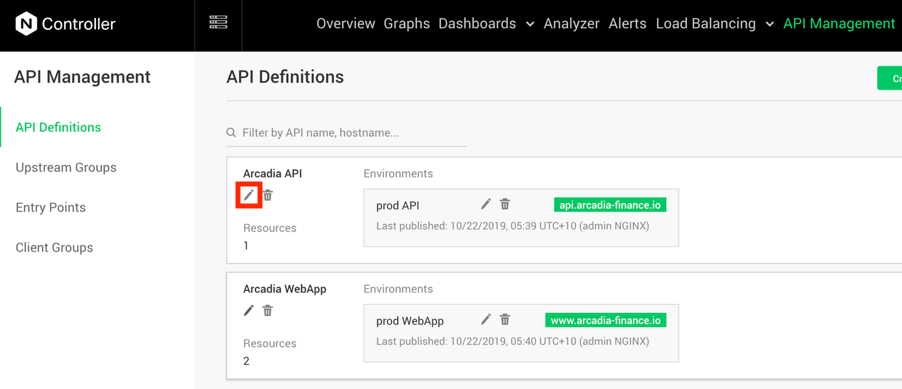 N Controller
Overview Graphs Dashboards Analyzer Alerts Load Balancing API Management
API Management
API Definitions
Upstream Groups
Entry Points
Client Groups
API Definitions
Cr
Filter by API name, hostname...
Arcadia API
Resources
1
Environments
prod API
api.arcadia-finance.io
Last published: 10/22/2019, 05:39 UTC+10 (admin NGINX)
Arcadia WebApp
Resources
2
Environments
prod WebApp
www.arcadia-finance.io
Last published: 10/22/2019, 05:40 UTC+10 (admin NGINX)